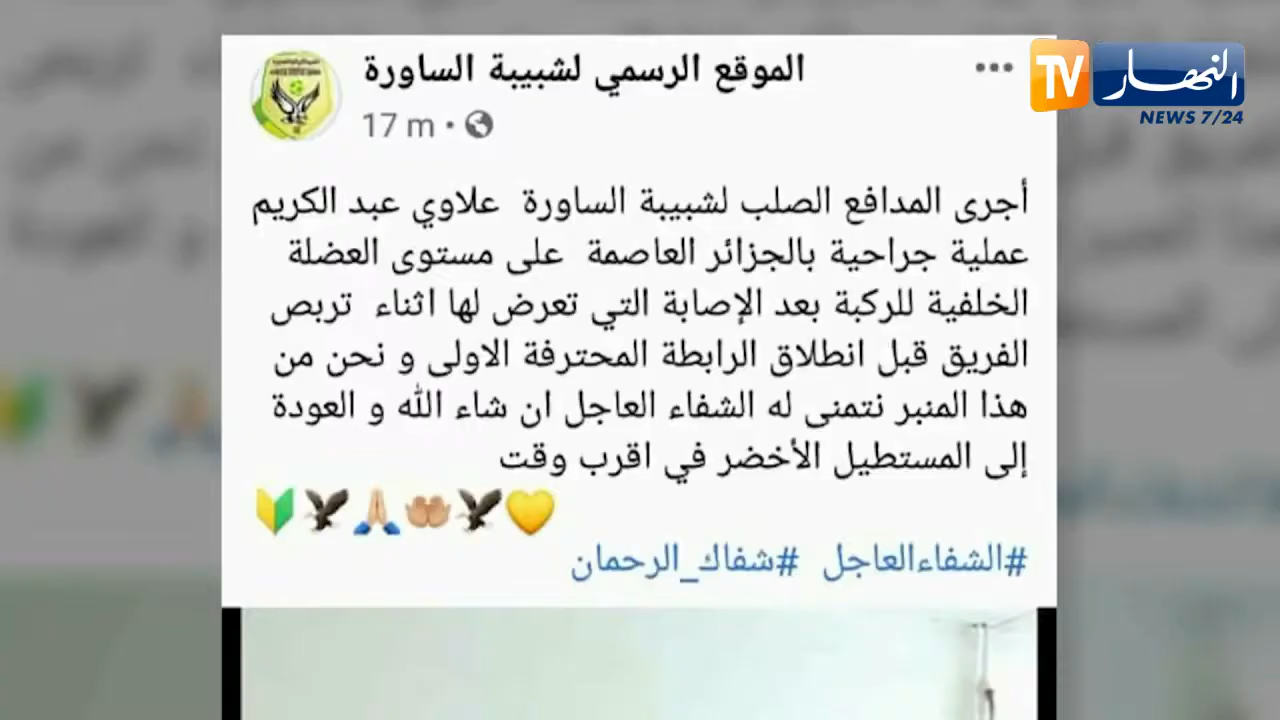 الموقع الرسمي لشبيبة الساورة
17 m
أجرى المدافع الصلب لشبيبة الساورة علاوي عبد الكريم
عملية جراحية بالجزائر العاصمة على مستوى العضلة
الخلفية للركبة بعد الإصابة التي تعرض لها اثناء تربص
الفريق قبل انطلاق الرابطة المحترفة الاولى و نحن من
هذا المنبر نتمنى له الشفاء العاجل ان شاء الله و العودة
إلى المستطيل الأخضر في اقرب وقت
🔰🦅🙏🏼🤲🏼🦅💛
#الشفاءالعاجل #شفاك_الرحمان
النهار TV
NEWS 7/24